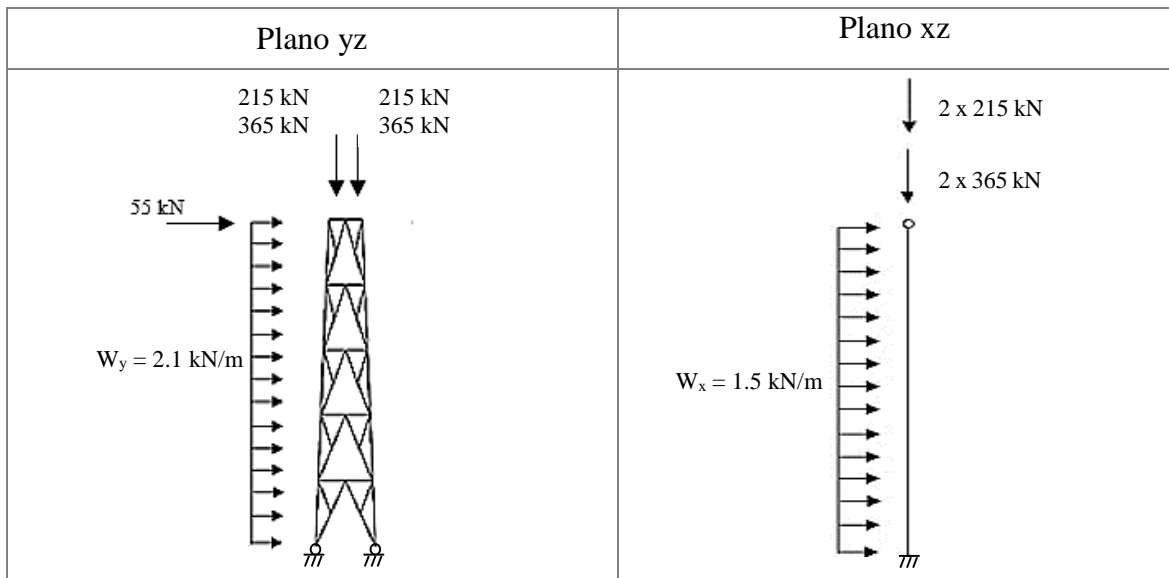 Plano yz
Plano xz
215 kN 215 kN
365 kN 365 kN
55 kN
Wy = 2.1 kN/m
2 x 215 kN
2 x 365 kN
Wx = 1.5 kN/m